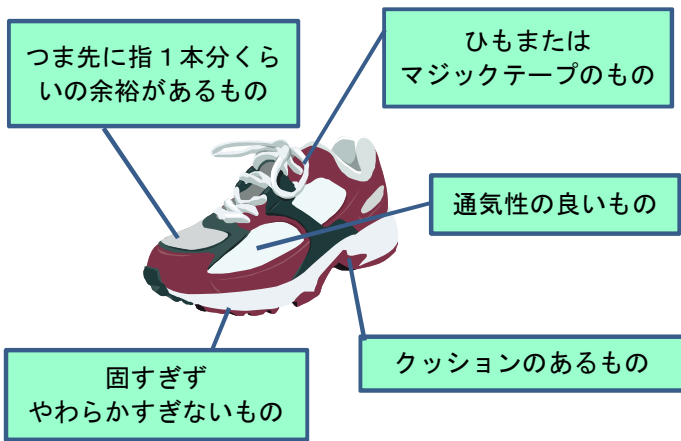 つま先に指１本分くら
いの余裕があるもの
ひもまたは
マジックテープのもの
通気性の良いもの
クッションのあるもの
固すぎず
やわらかすぎないもの